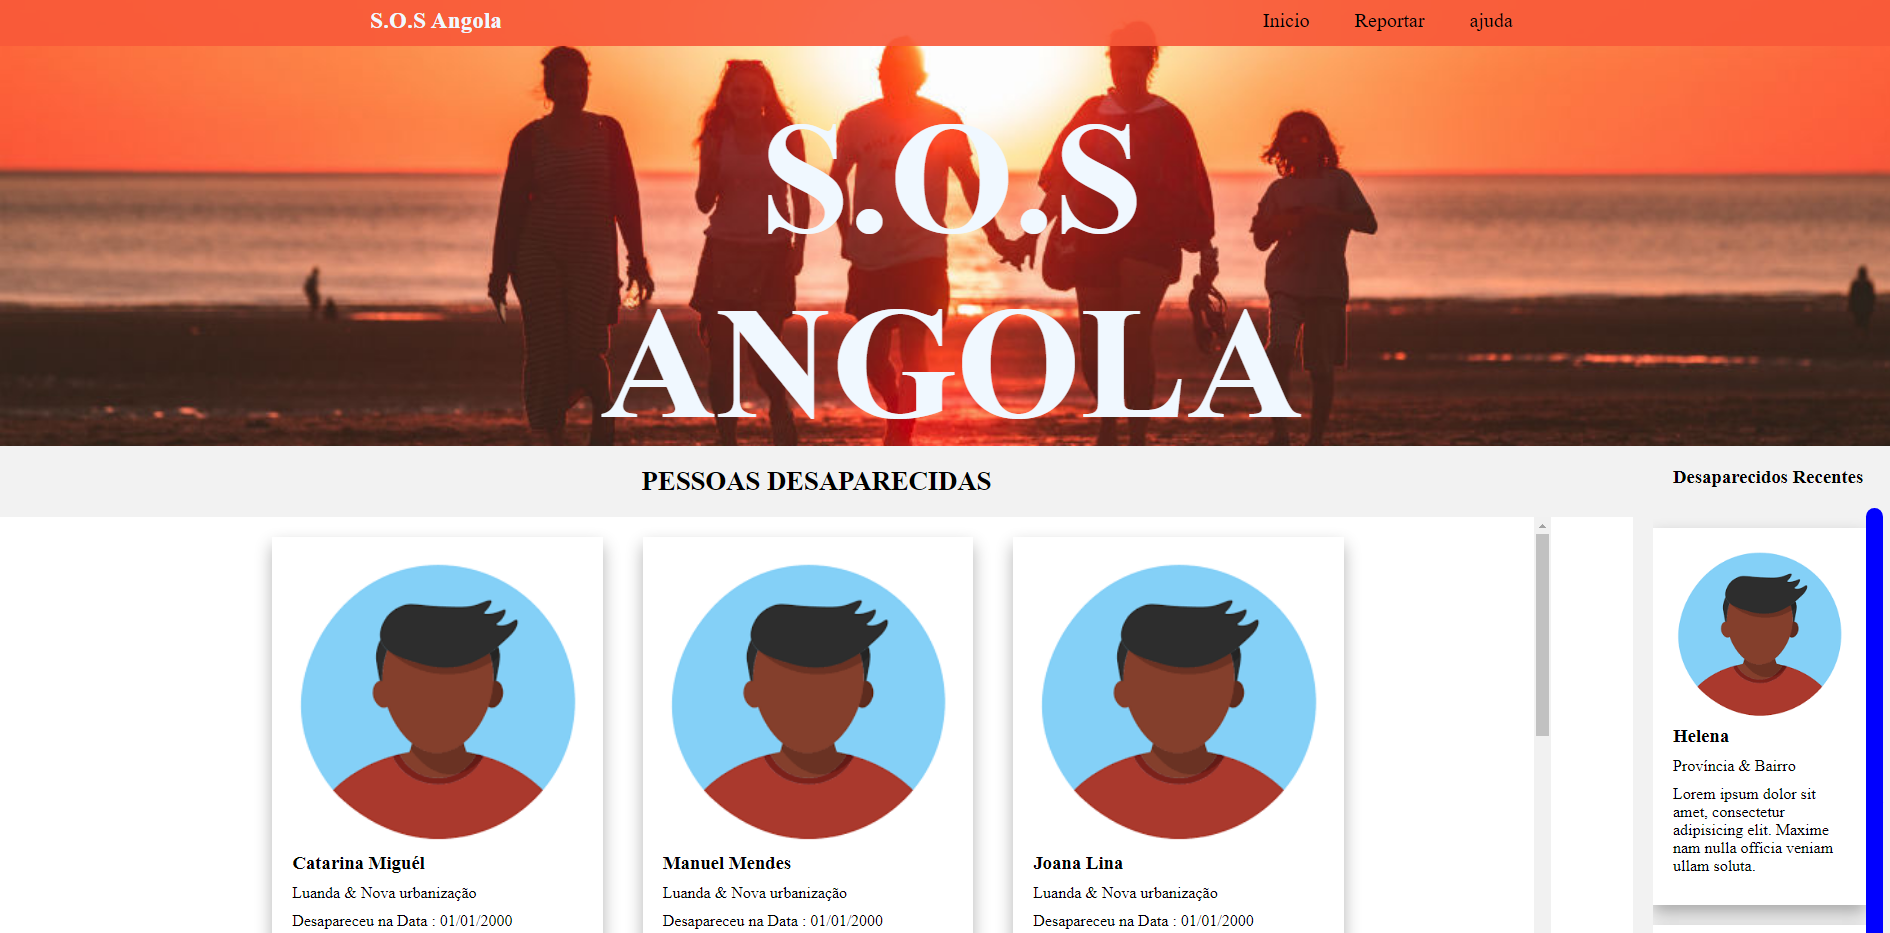 S.O.S Angola
Inicio
Reportar
ajuda
S.O.S
ANGOLA
PESSOAS DESAPARECIDAS
Desaparecidos Recentes
Catarina Miguél
Luanda & Nova urbanização
Desapareceu na Data : 01/01/2000
Manuel Mendes
Luanda & Nova urbanização
Desapareceu na Data : 01/01/2000
Joana Lina
Luanda & Nova urbanização
Desapareceu na Data : 01/01/2000
Helena
Província & Bairro
Lorem ipsum dolor sit
amet, consectetur
adipisicing elit. Maxime
nam nulla officia veniam
ullam soluta.